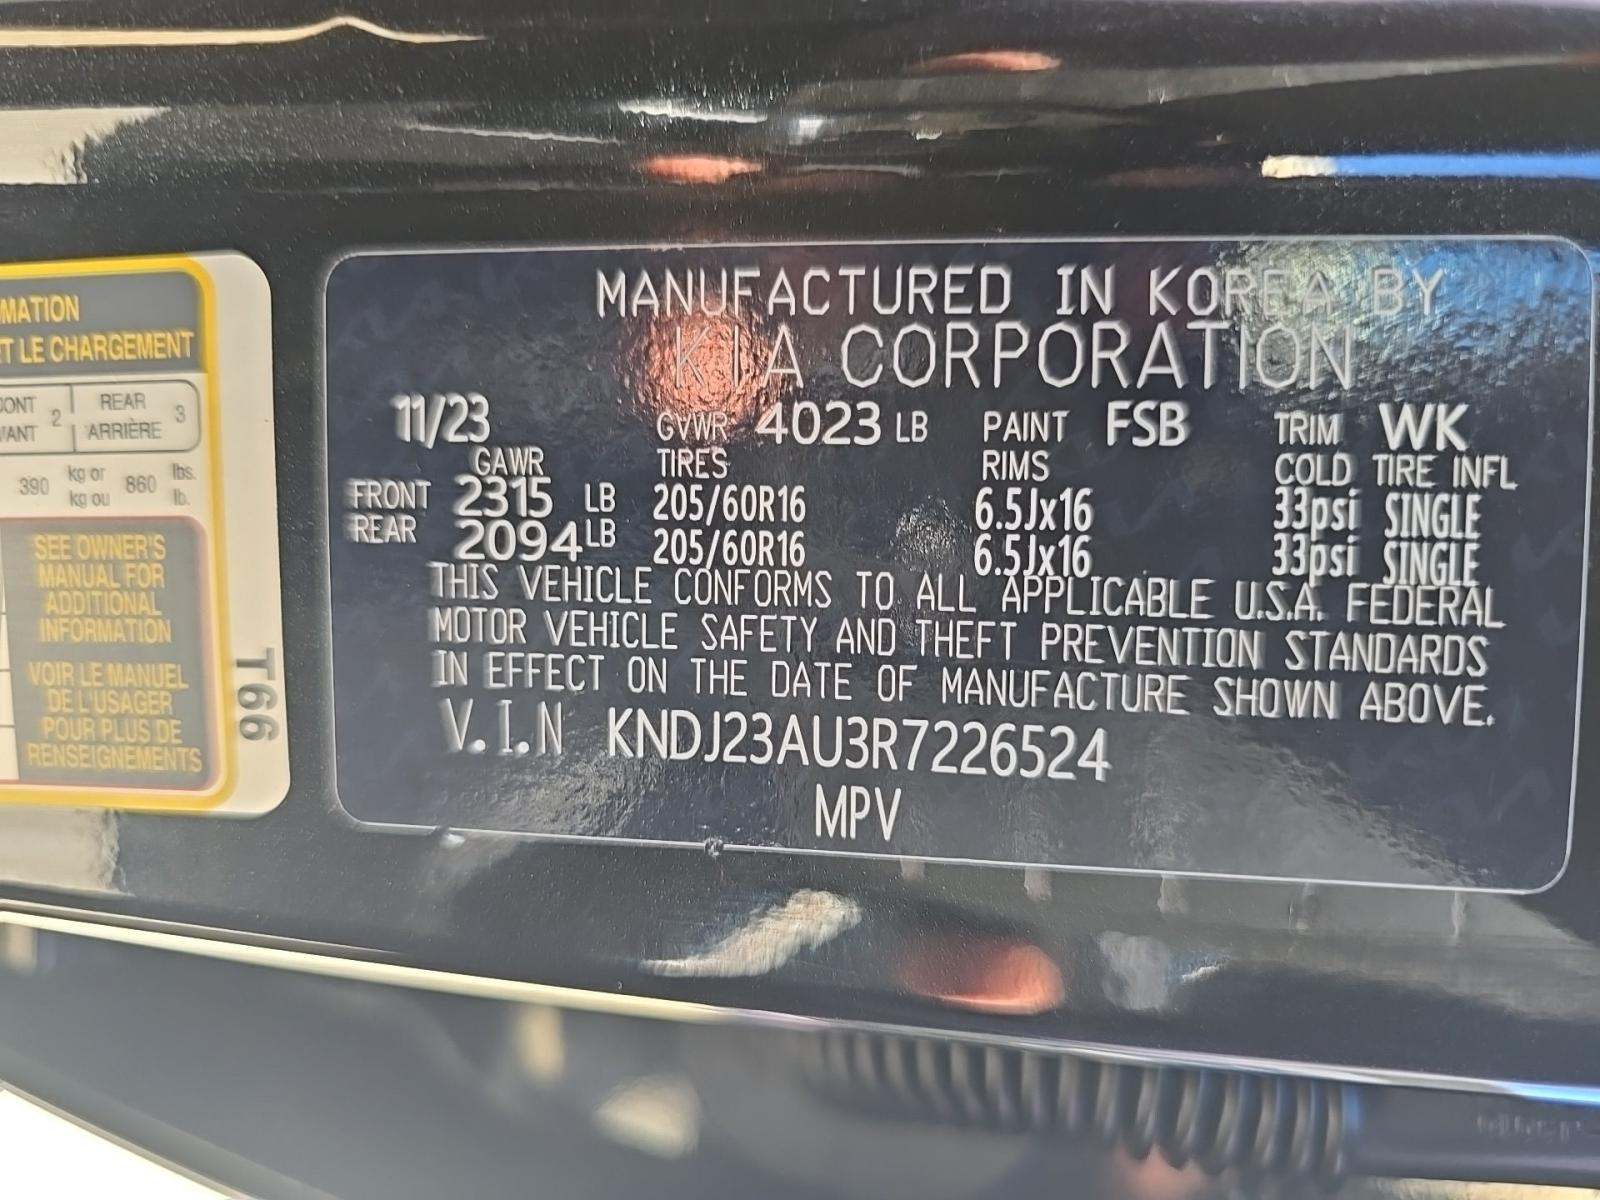 MATION
T LE CHARGEMENT
2 REAR 3
ARRIÈRE
390 kg or 860 lbs.
kg ou lb.
SEE OWNER'S
MANUAL FOR
ADDITIONAL
INFORMATION
VOIR LE MANUEL
DE L'USAGER
POUR PLUS DE
RENSEIGNEMENTS
T66
MANUFACTURED IN KOREA BY
KIA CORPORATION
11/23 GVWR 4023 LB PAINT FSB TRIM WK
GAWR TIRES RIMS COLD TIRE INFL
FRONT 2315 LB 205/60R16 6.5Jx16 33psi SINGLE
REAR 2094 LB 205/60R16 6.5Jx16 33psi SINGLE
THIS VEHICLE CONFORMS TO ALL APPLICABLE U.S.A. FEDERAL
MOTOR VEHICLE SAFETY AND THEFT PREVENTION STANDARDS
IN EFFECT ON THE DATE OF MANUFACTURE SHOWN ABOVE.
V.I.N KNDJ23AU3R7226524
MPV